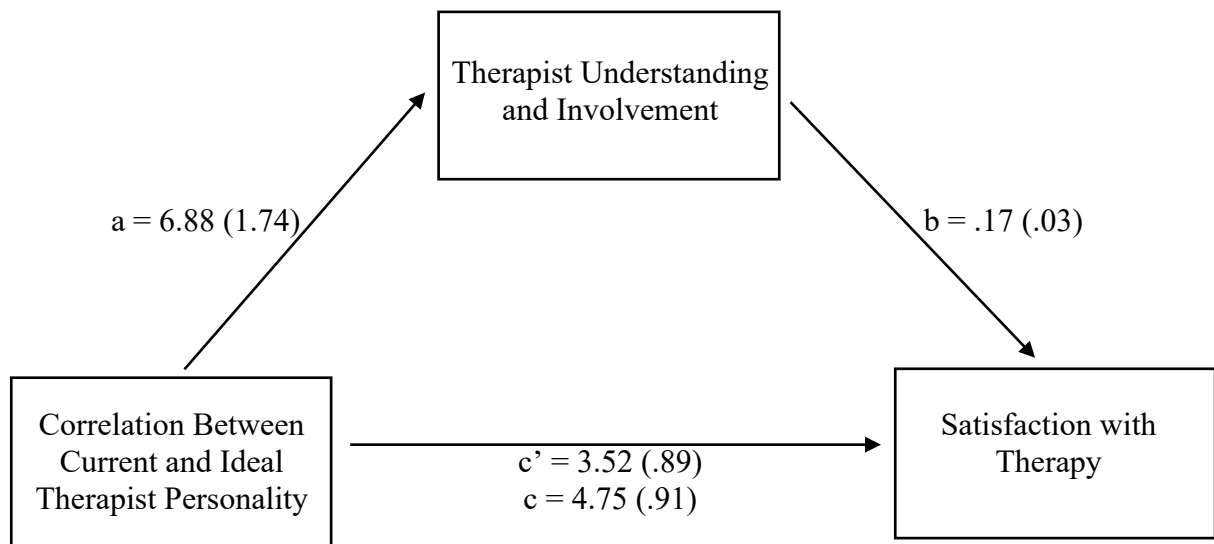 Therapist Understanding
and Involvement
a = 6.88 (1.74)
b = .17 (.03)
Correlation Between
Current and Ideal
Therapist Personality
c’ = 3.52 (.89)
c = 4.75 (.91)
Satisfaction with
Therapy